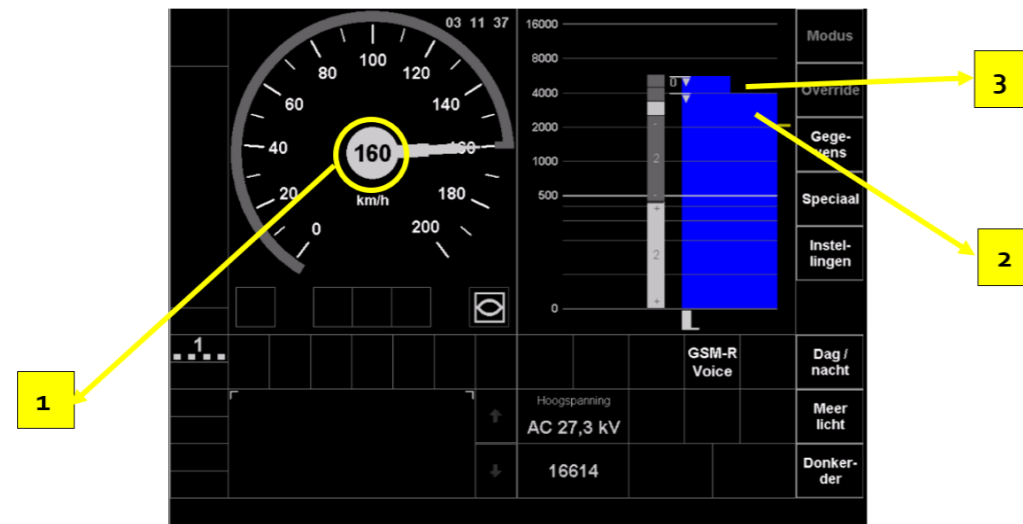 03 11 37
80
100
120
60
140
40
160
160
20
km/h
180
0
200
16000
8000
4000
2000
1000
500
0
0
-
2
-
+
2
+
Modus
Override
Gege-
vens
Speciaal
Instel-
lingen
3
2
1
1
GSM-R
Voice
Dag /
nacht
Hoogspanning
AC 27,3 kV
Meer
licht
16614
Donker-
der